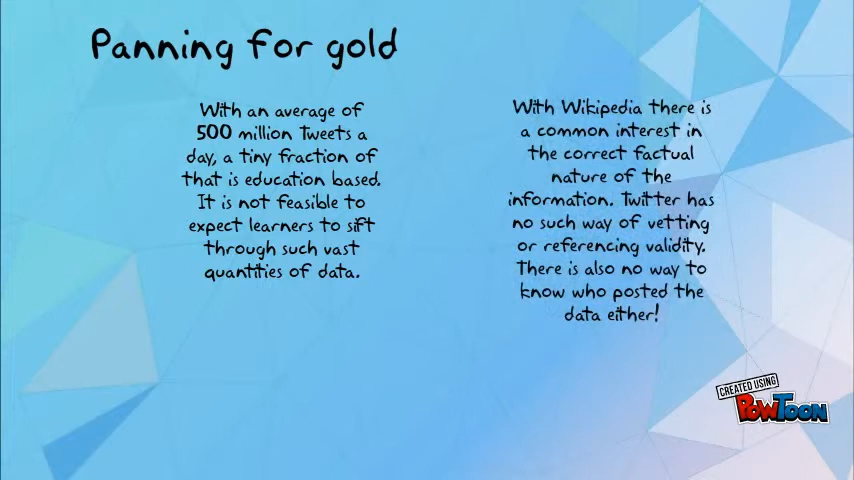 Panning for gold
With an average of
500 million Tweets a
day, a tiny fraction of
that is education based.
It is not feasible to
expect learners to sift
through such vast
quantities of data.
With Wikipedia there is
a common interest in
the correct factual
nature of the
information. Twitter has
no such way of vetting
or referencing validity.
There is also no way to
know who posted the
data either!
CREATED USING
POWTOON